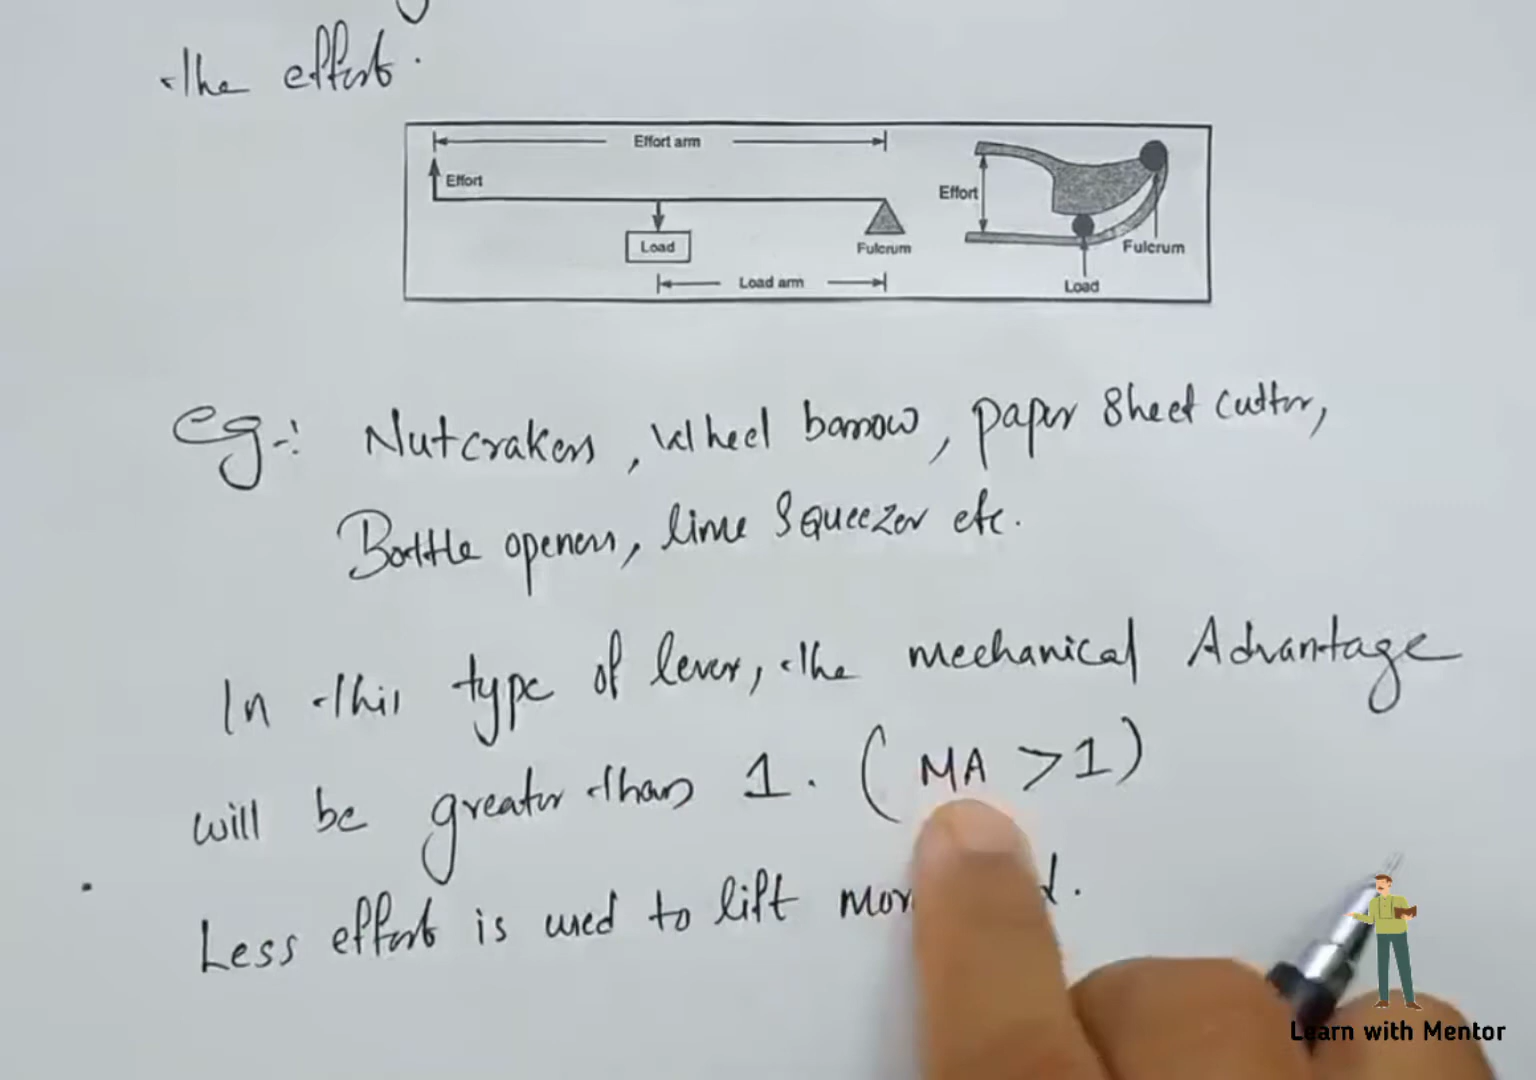 the effort.
Effort arm
Effort
Load
Fulcrum
Load arm
Effort
Fulcrum
Load
eg:- Nutcrakers, Wheel barrow, paper sheet cutter,
Bottle openers, lime squeezer etc.
In this type of lever, the mechanical Advantage
will be greater than 1. (MA > 1)
Less effort is used to lift
Learn with Mentor